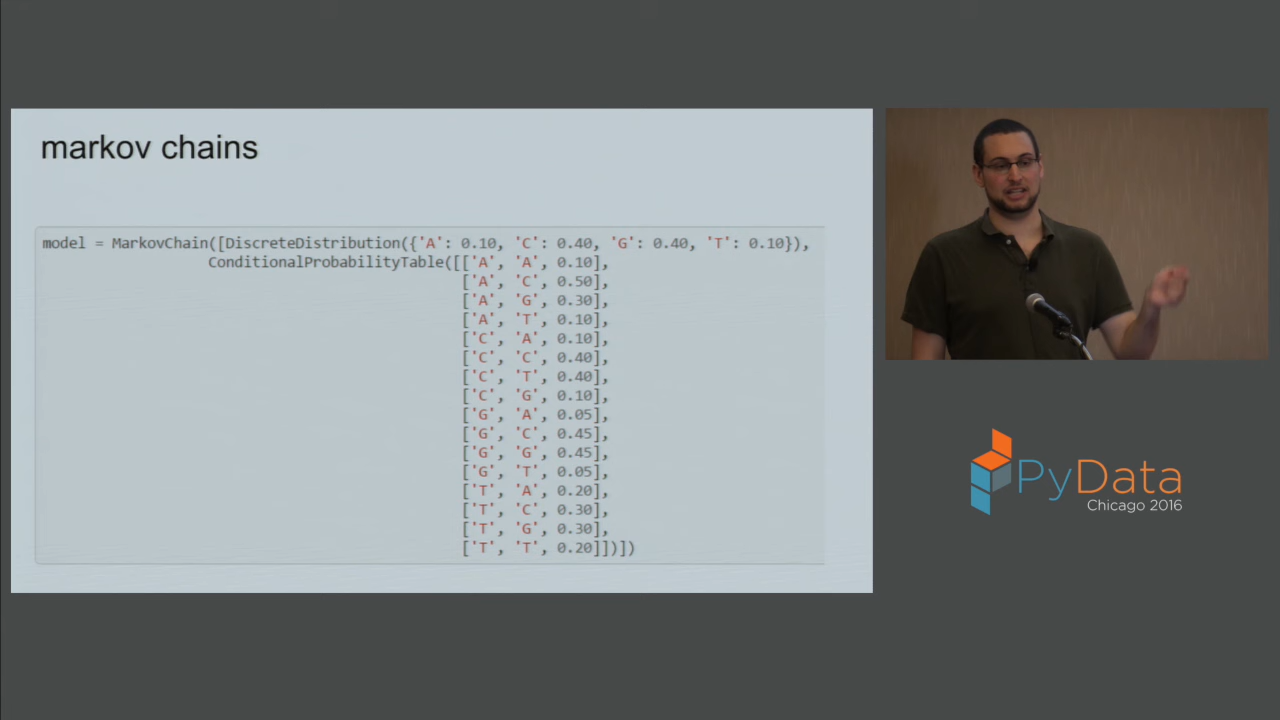 markov chains
model = MarkovChain([DiscreteDistribution({'A': 0.10, 'C': 0.40, 'G': 0.40, 'T': 0.10}),
ConditionalProbabilityTable([['A', 'A', 0.10],
['A', 'C', 0.50],
['A', 'G', 0.30],
['A', 'T', 0.10],
['C', 'A', 0.10],
['C', 'C', 0.40],
['C', 'T', 0.40],
['C', 'G', 0.10],
['G', 'A', 0.05],
['G', 'C', 0.45],
['G', 'G', 0.45],
['G', 'T', 0.05],
['T', 'A', 0.20],
['T', 'C', 0.30],
['T', 'G', 0.30],
['T', 'T', 0.20]])])
PyData
Chicago 2016